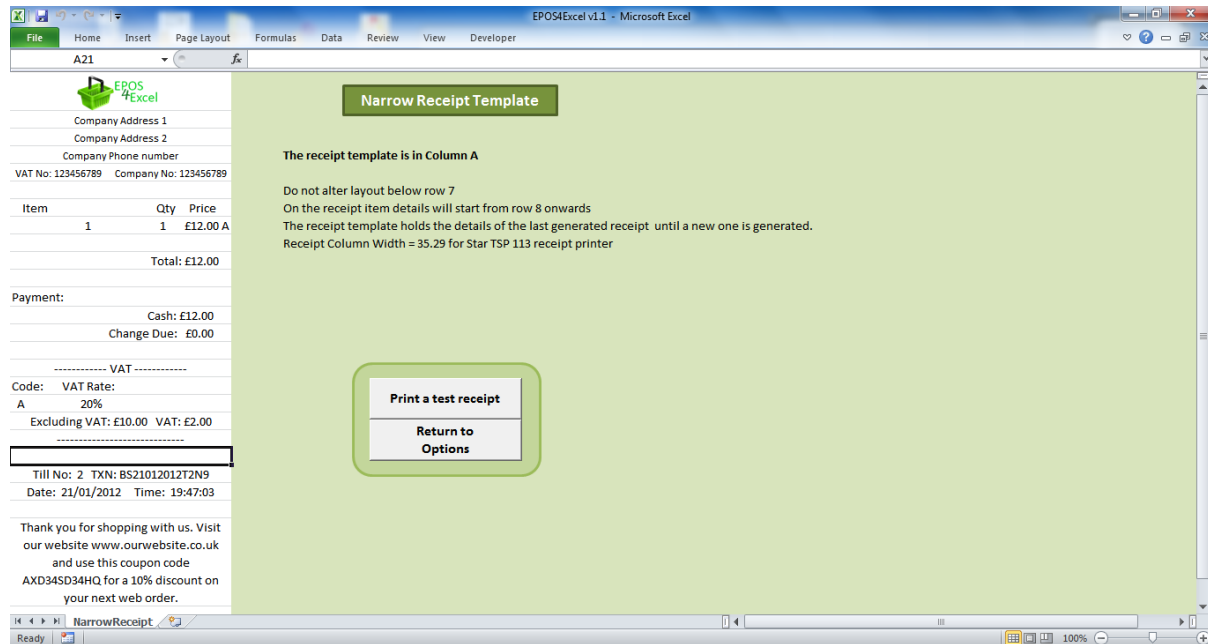 EPOS4Excel v1.1 - Microsoft Excel
File Home Insert Page Layout Formulas Data Review View Developer
A21 fx
EPOS
4Excel
Company Address 1
Company Address 2
Company Phone number
VAT No: 123456789 Company No: 123456789
Item Qty Price
1 1 £12.00 A
Total: £12.00
Payment:
Cash: £12.00
Change Due: £0.00
------------ VAT ------------
Code: VAT Rate:
A 20%
Excluding VAT: £10.00 VAT: £2.00
-----------------------------
Till No: 2 TXN: BS21012012T2N9
Date: 21/01/2012 Time: 19:47:03
Thank you for shopping with us. Visit
our website www.ourwebsite.co.uk
and use this coupon code
AXD34SD34HQ for a 10% discount on
your next web order.
Narrow Receipt Template
The receipt template is in Column A
Do not alter layout below row 7
On the receipt item details will start from row 8 onwards
The receipt template holds the details of the last generated receipt until a new one is generated.
Receipt Column Width = 35.29 for Star TSP 113 receipt printer
Print a test receipt
Return to
Options
NarrowReceipt
Ready 100%